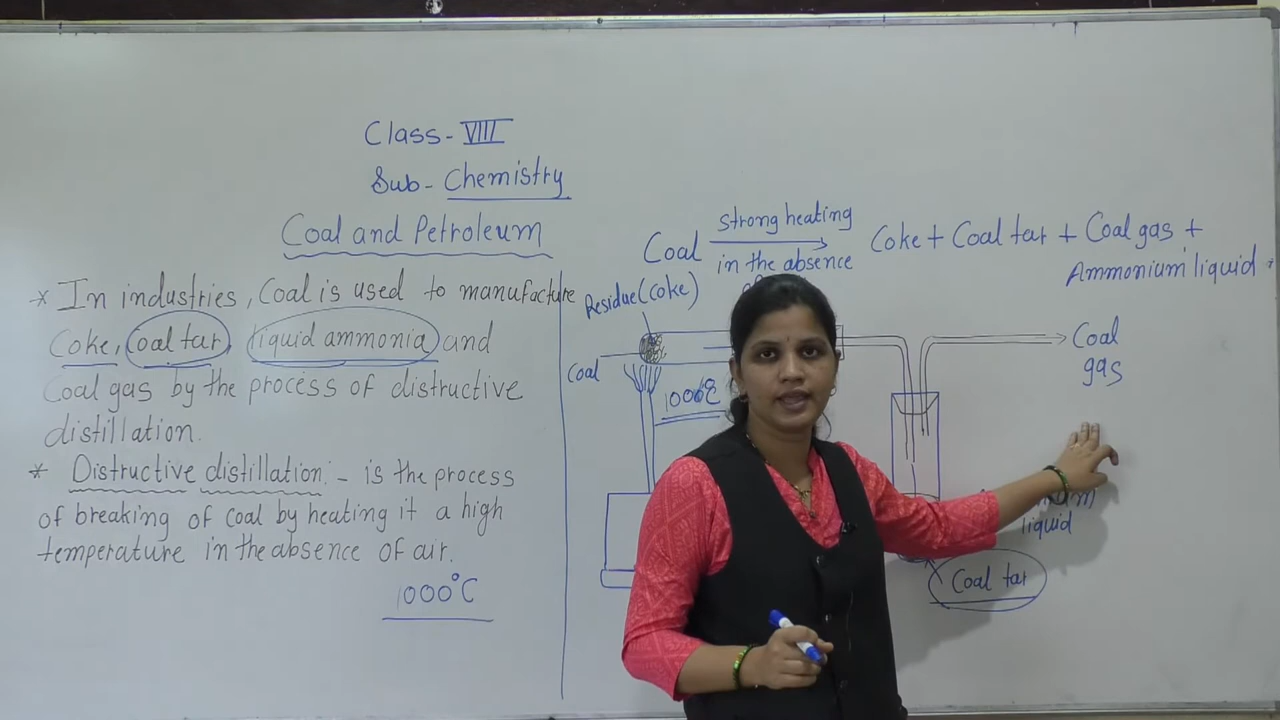 Class - VIII
Sub - Chemistry
Coal and Petroleum
* In industries, Coal is used to manufacture
Coke, Coal tar, liquid ammonia and
Coal gas by the process of distructive
distillation.
* Distructive distillation: - is the process
of breaking of coal by heating it a high
temperature in the absence of air.
1000°C
Coal
strong heating
in the absence
Coke + Coal tar + Coal gas +
Ammonium liquid
Residue (coke)
Coal
1000°C
Coal
gas
liquid
Coal tar